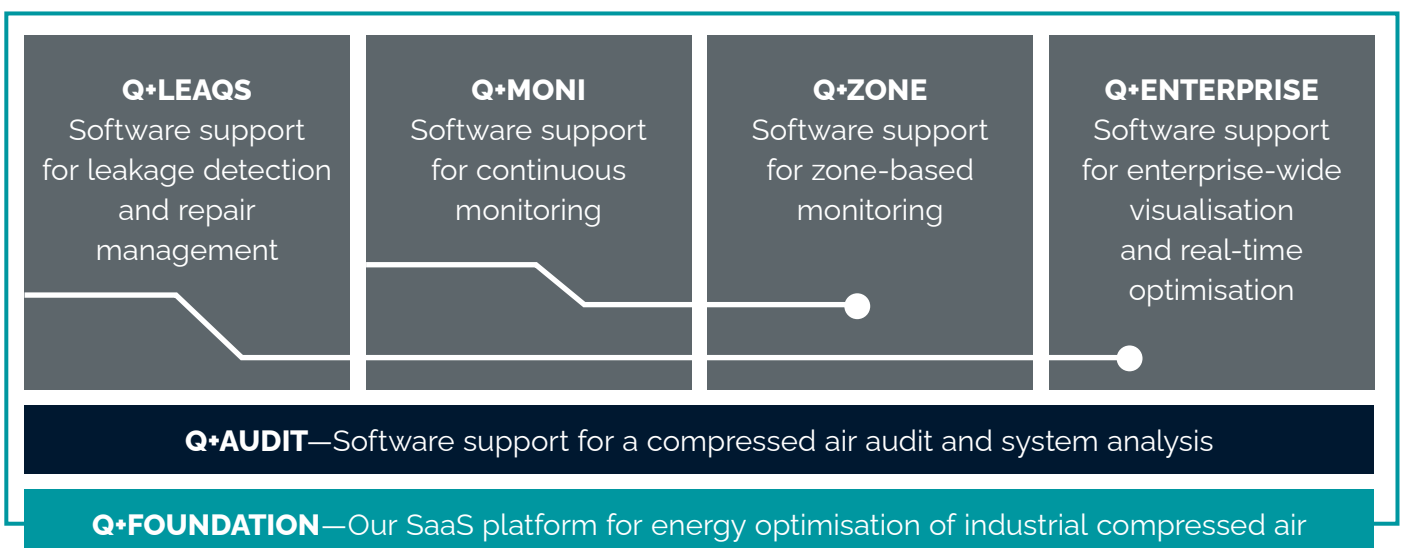 Q+LEAQS
Software support
for leakage detection
and repair
management
Q+MONI
Software support
for continuous
monitoring
Q+ZONE
Software support
for zone-based
monitoring
Q+ENTERPRISE
Software support
for enterprise-wide
visualisation
and real-time
optimisation
Q+AUDIT—Software support for a compressed air audit and system analysis
Q+FOUNDATION—Our SaaS platform for energy optimisation of industrial compressed air